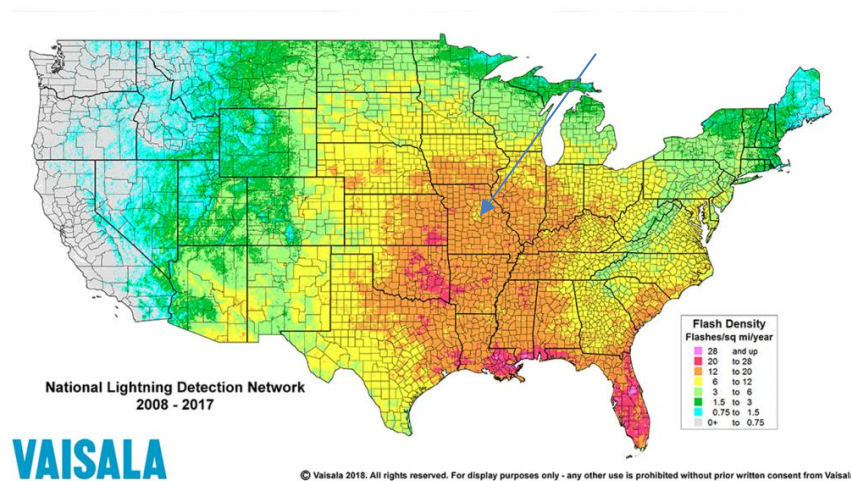 Flash Density
Flashes/sq mi/year
28 and up
20 to 28
12 to 20
6 to 12
3 to 6
1.5 to 3
0.75 to 1.5
0+ to 0.75
National Lightning Detection Network
2008 - 2017
VAISALA
© Vaisala 2018. All rights reserved. For display purposes only - any other use is prohibited without prior written consent from Vaisal